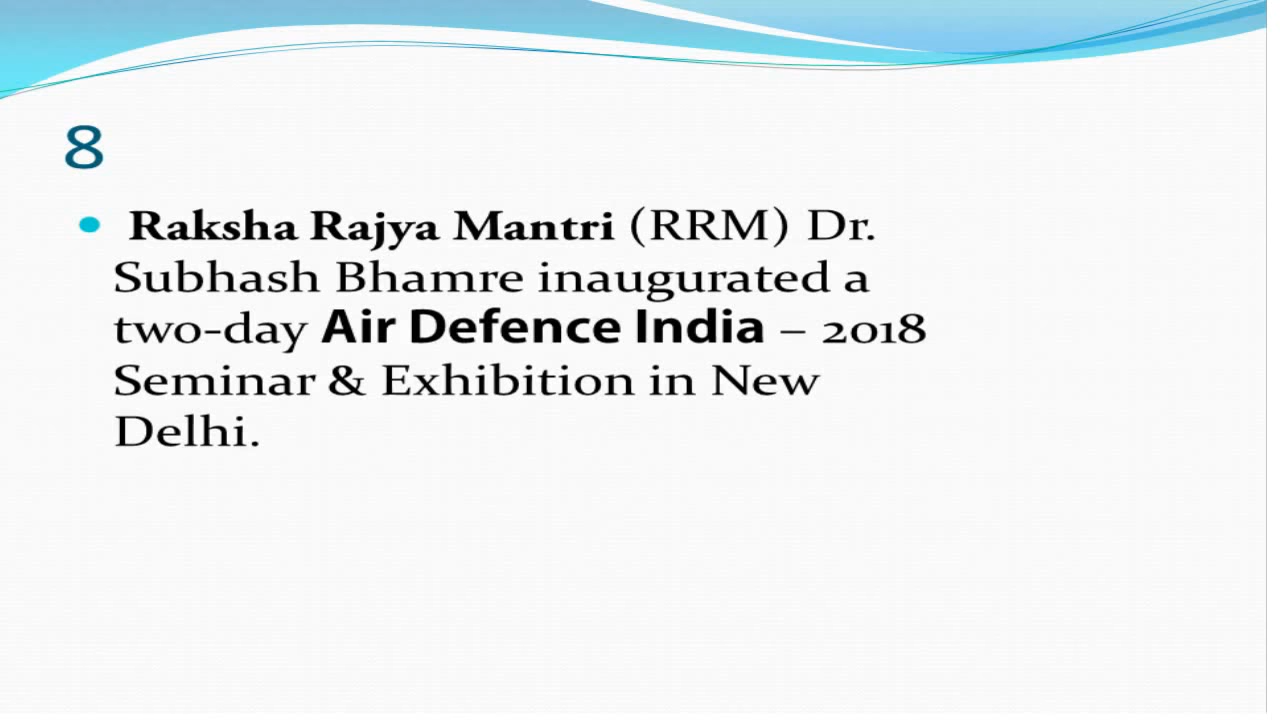 8
• Raksha Rajya Mantri (RRM) Dr.
Subhash Bhamre inaugurated a
two-day Air Defence India – 2018
Seminar & Exhibition in New
Delhi.